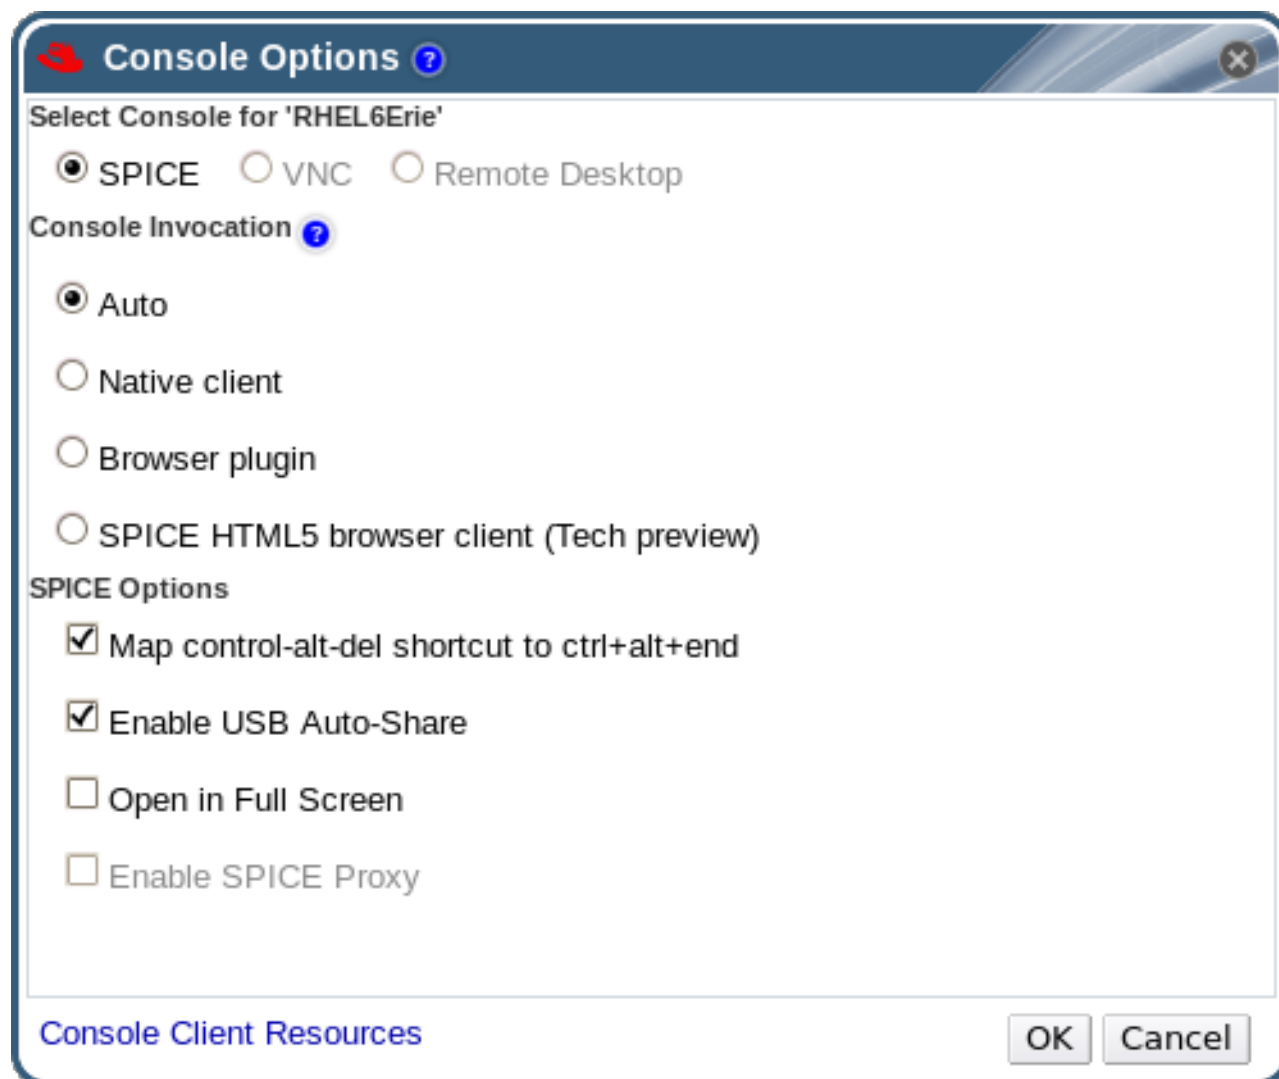 Console Options ?
Select Console for 'RHEL6Erie'
SPICE VNC Remote Desktop
Console Invocation ?
Auto
Native client
Browser plugin
SPICE HTML5 browser client (Tech preview)
SPICE Options
Map control-alt-del shortcut to ctrl+alt+end
Enable USB Auto-Share
Open in Full Screen
Enable SPICE Proxy
Console Client Resources OK Cancel